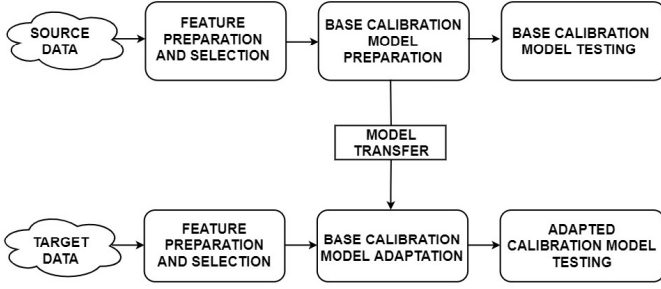 SOURCE
DATA
FEATURE
PREPARATION
AND SELECTION
BASE CALIBRATION
MODEL
PREPARATION
BASE CALIBRATION
MODEL TESTING
MODEL
TRANSFER
TARGET
DATA
FEATURE
PREPARATION
AND SELECTION
BASE CALIBRATION
MODEL ADAPTATION
ADAPTED
CALIBRATION MODEL
TESTING